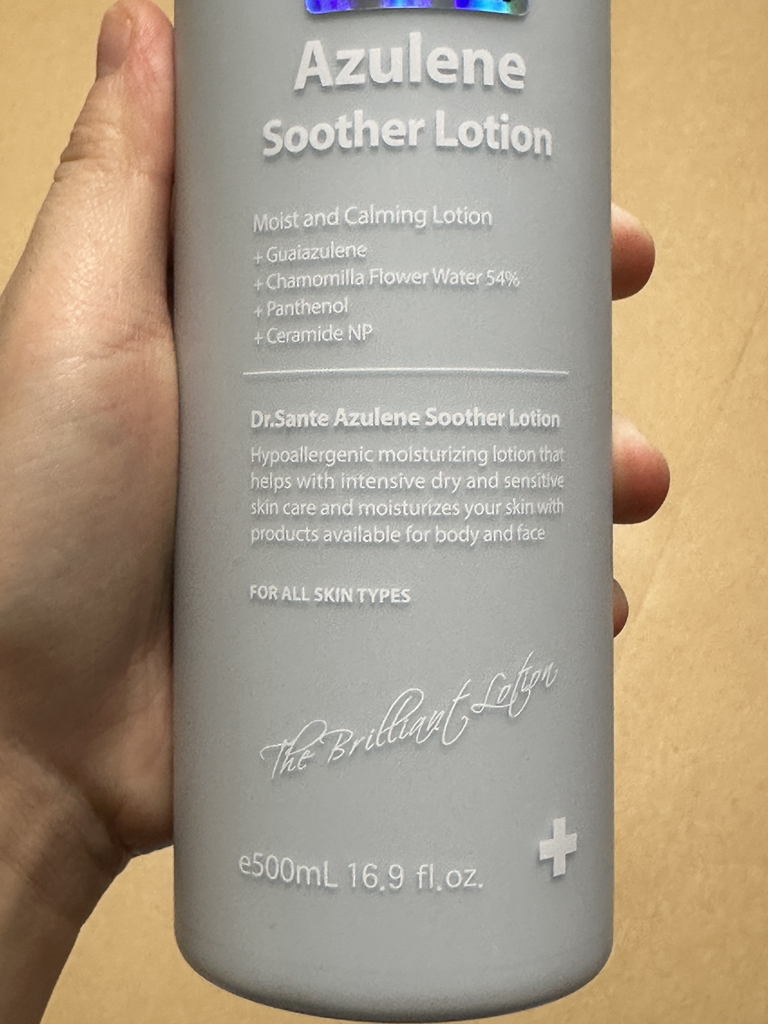 Azulene
Soother Lotion
Moist and Calming Lotion
+ Guaiazulene
+ Chamomilla Flower Water 54%
+ Panthenol
+ Ceramide NP
Dr.Sante Azulene Soother Lotion
Hypoallergenic moisturizing lotion that
helps with intensive dry and sensitive
skin care and moisturizes your skin with
products available for body and face
FOR ALL SKIN TYPES
The Brilliant Lotion
e500mL 16.9 fl.oz.